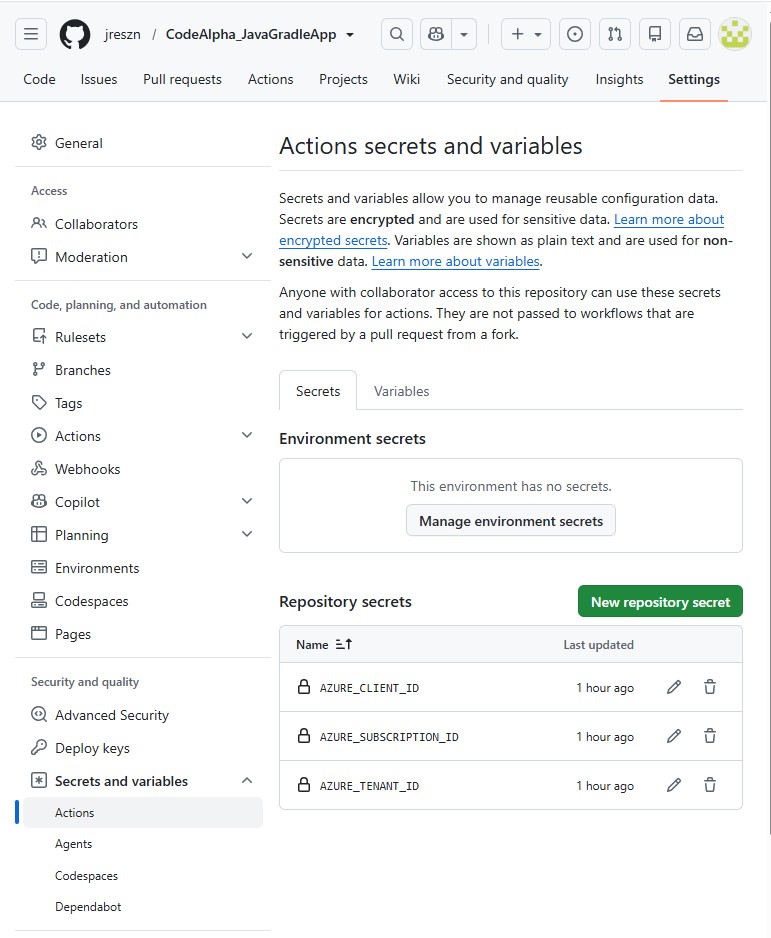 jreszn / CodeAlpha_JavaGradleApp
Code Issues Pull requests Actions Projects Wiki Security and quality Insights Settings
General
Access
Collaborators
Moderation
Code, planning, and automation
Rulesets
Branches
Tags
Actions
Webhooks
Copilot
Planning
Environments
Codespaces
Pages
Security and quality
Advanced Security
Deploy keys
Secrets and variables
Actions
Agents
Codespaces
Dependabot
Actions secrets and variables
Secrets and variables allow you to manage reusable configuration data.
Secrets are encrypted and are used for sensitive data. Learn more about
encrypted secrets. Variables are shown as plain text and are used for non-
sensitive data. Learn more about variables.
Anyone with collaborator access to this repository can use these secrets
and variables for actions. They are not passed to workflows that are
triggered by a pull request from a fork.
Secrets Variables
Environment secrets
This environment has no secrets.
Manage environment secrets
Repository secrets New repository secret
Name Last updated
AZURE_CLIENT_ID 1 hour ago
AZURE_SUBSCRIPTION_ID 1 hour ago
AZURE_TENANT_ID 1 hour ago